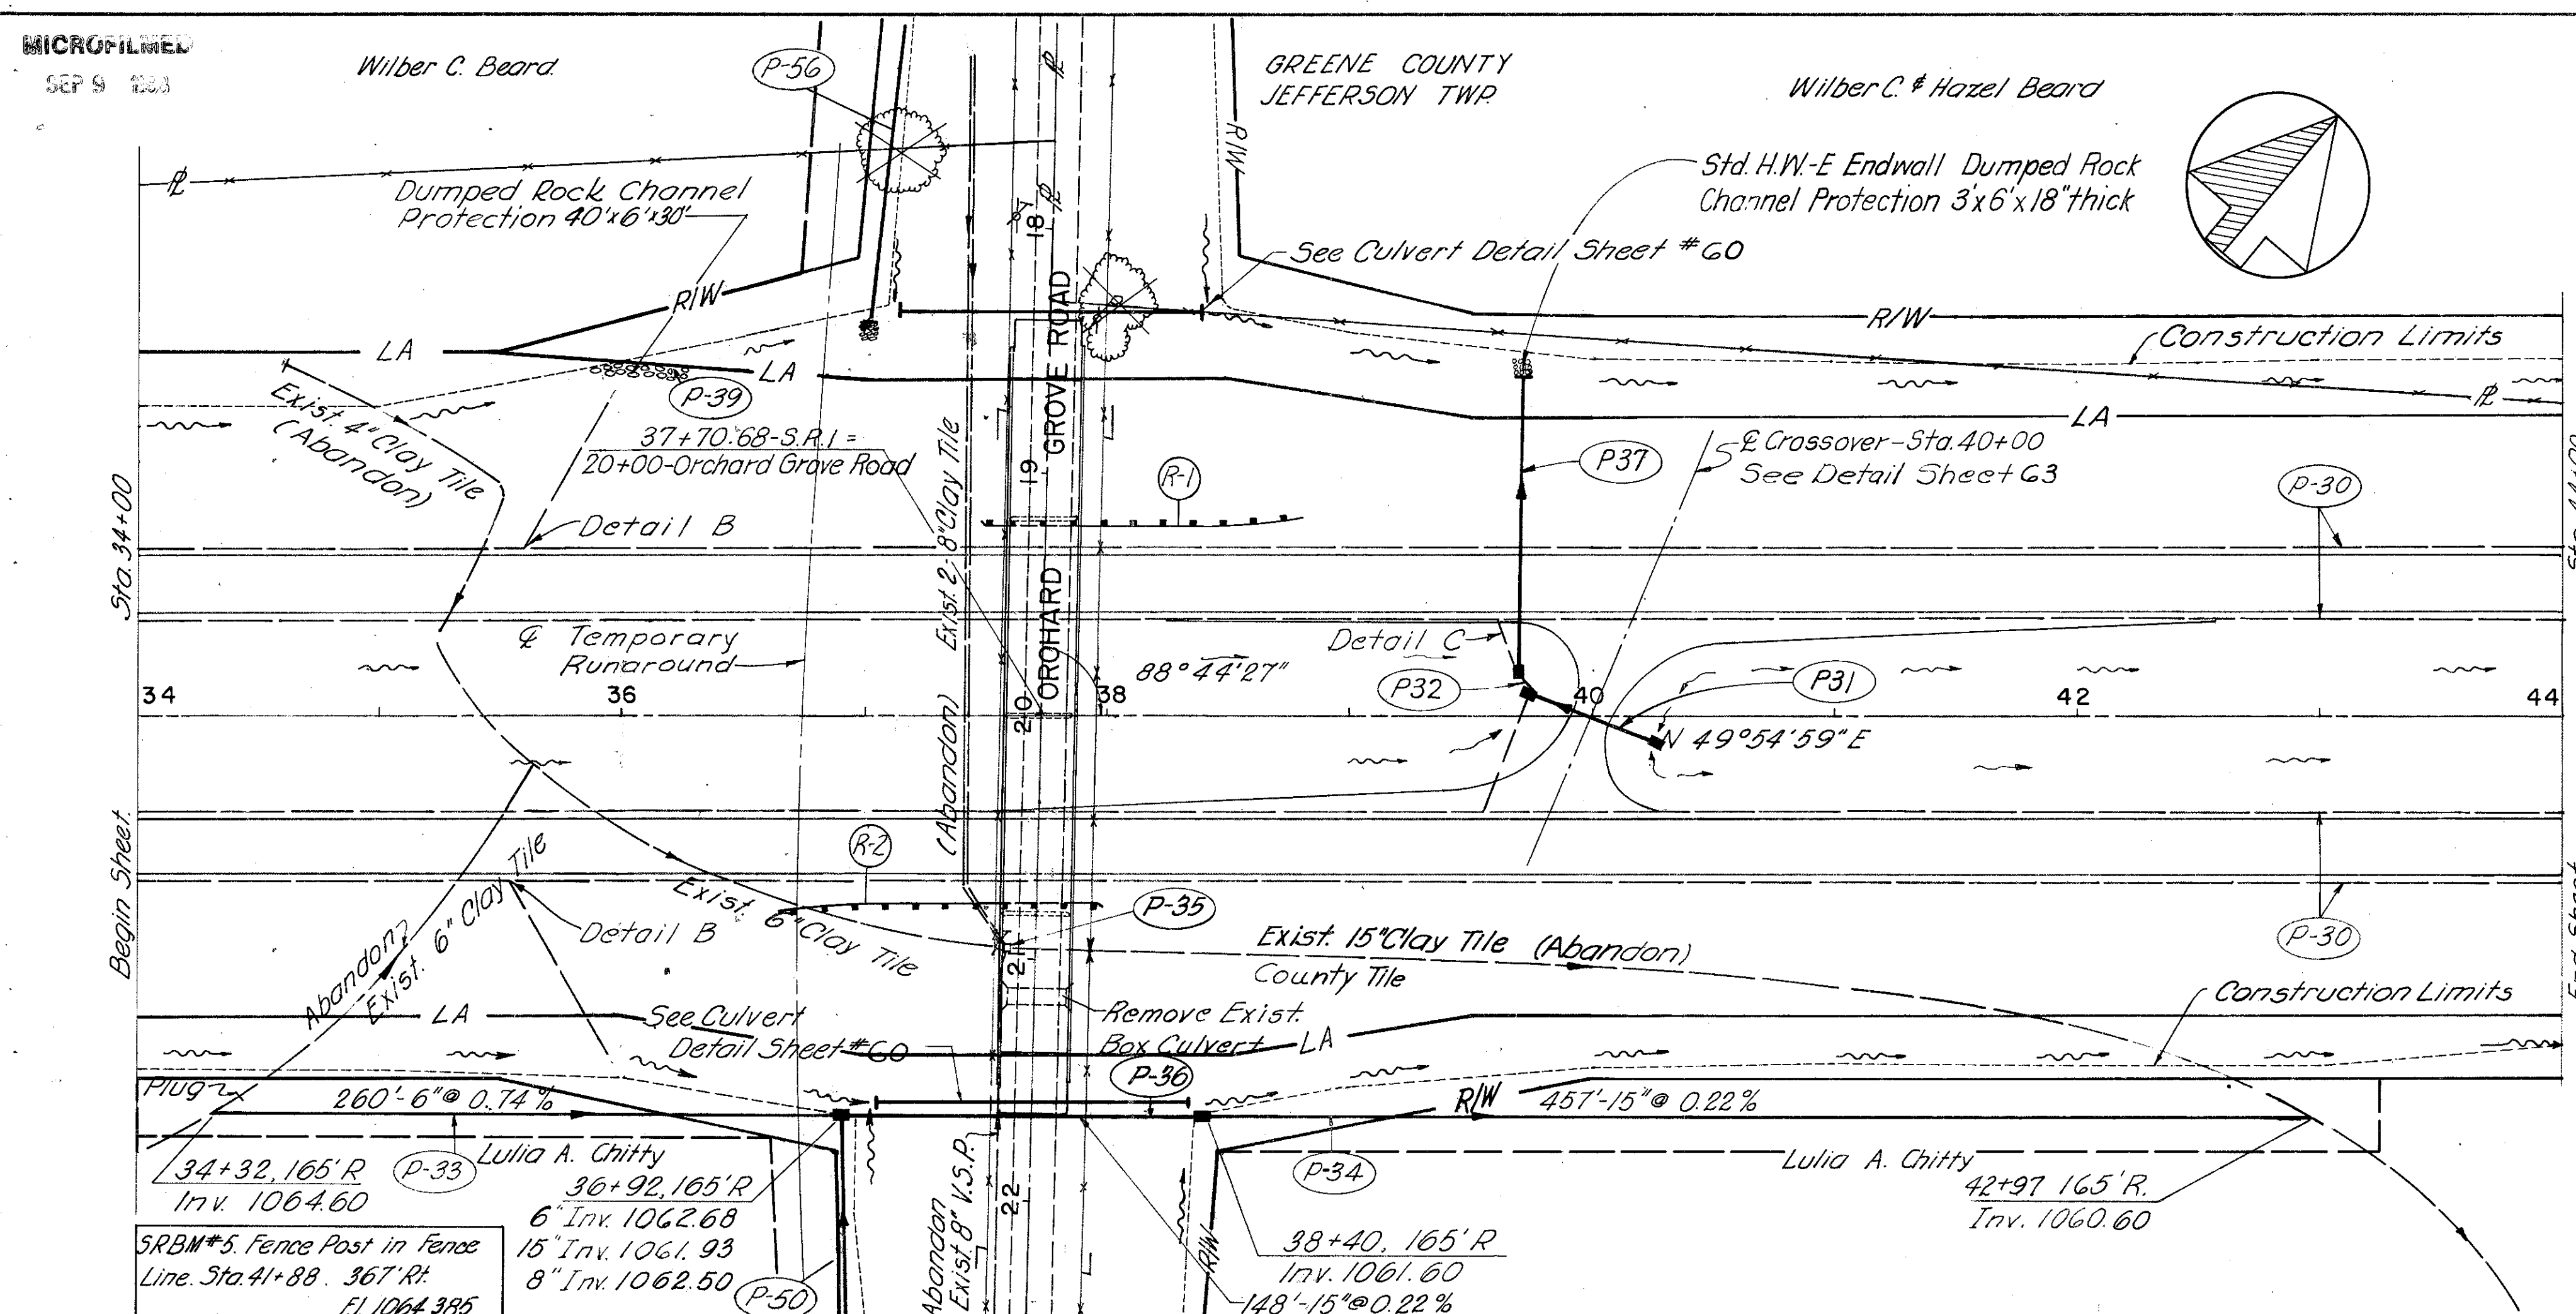 MICROFILMED
SEP 9
Wilber C. Beard.
P-56
GREENE COUNTY
JEFFERSON TWP.
Wilber C. & Hazel Beard
Std. H.W.-E Endwall Dumped Rock
Channel Protection 3'x6'x18" thick
Dumped Rock Channel
Protection 40'x6'x30'
R/W
18
See Culvert Detail Sheet #60
R/W
R/W
Construction Limits
LA
LA
LA
P-39
Exist. 4" Clay Tile
(Abandon)
37+70.68-S.R.1 =
20+00-Orchard Grove Road
GROVE ROAD
19
R-1
P37
℄ Crossover-Sta. 40+00
See Detail Sheet 63
P-30
Sta. 34+00
Sta. 44+00
Detail B
Exist. 2-8" Clay Tile
(Abandon)
ORCHARD
℄ Temporary
Runaround
Detail C
88°44'27"
P32
P31
34
36
20
38
40
42
44
N 49°54'59" E
Begin Sheet.
End Sheet
R-2
Abandon
Exist. 6" Clay Tile
Detail B
Exist. 6" Clay Tile
P-35
21
Exist. 15" Clay Tile (Abandon)
County Tile
P-30
LA
See Culvert
Detail Sheet #60
Remove Exist.
Box Culvert
LA
Construction Limits
Plug
260'-6" @ 0.74%
P-36
R/W
457'-15" @ 0.22%
34+32, 165' R
Inv. 1064.60
P-33
Lulia A. Chitty
36+92, 165' R
6" Inv. 1062.68
15" Inv. 1061.93
8" Inv. 1062.50
P-50
Abandon
Exist. 8" V.S.P.
22
R/W
P-34
38+40, 165' R
Inv. 1061.60
148'-15" @ 0.22%
Lulia A. Chitty
42+97 165' R.
Inv. 1060.60
SRBM#5. Fence Post in Fence
Line. Sta. 41+88. 367' Rt.
El. 1064.385